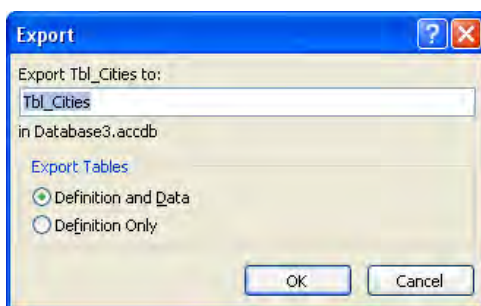 Export
Export Tbl_Cities to:
Tbl_Cities
in Database3.accdb
Export Tables
Definition and Data
Definition Only
OK Cancel